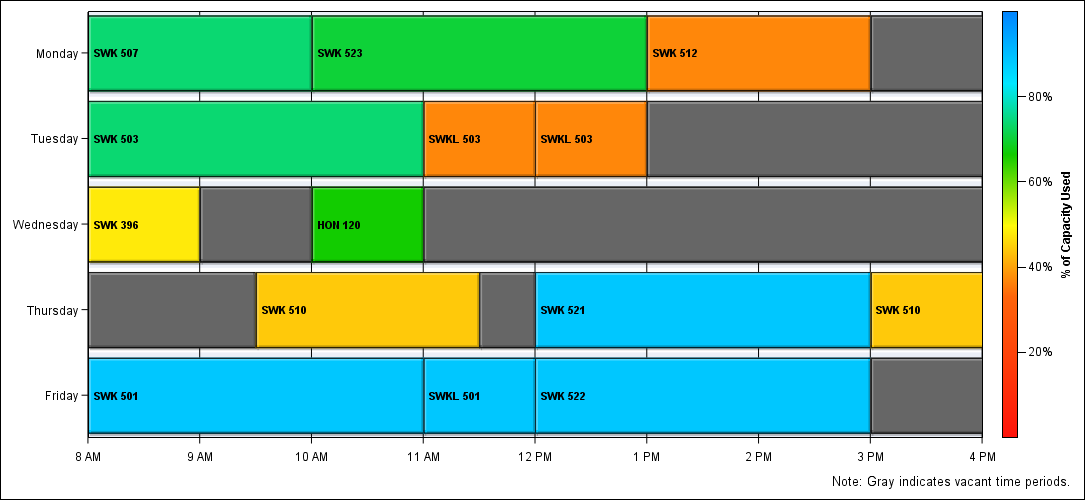 Monday
SWK 507
SWK 523
SWK 512
Tuesday
SWK 503
SWKL 503
SWKL 503
Wednesday
SWK 396
HON 120
Thursday
SWK 510
SWK 521
SWK 510
Friday
SWK 501
SWKL 501
SWK 522
8 AM
9 AM
10 AM
11 AM
12 PM
1 PM
2 PM
3 PM
4 PM
80%
60%
40%
20%
% of Capacity Used
Note: Gray indicates vacant time periods.